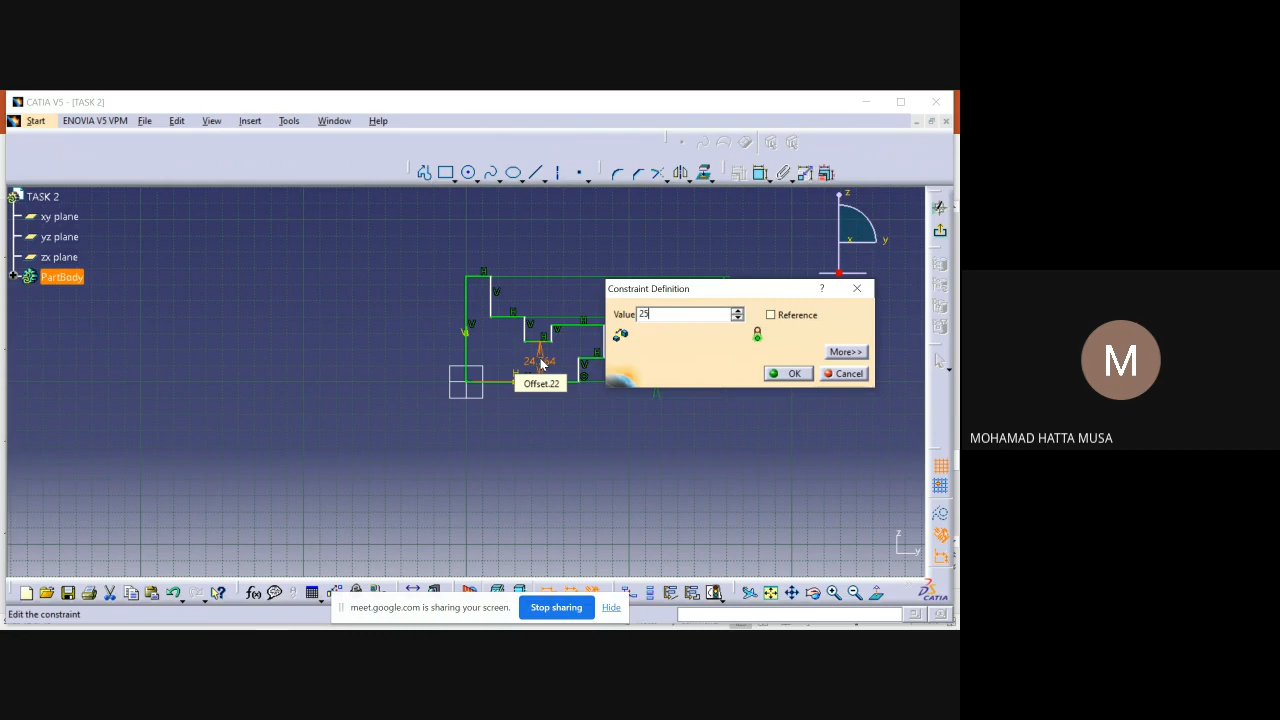 CATIA V5 - [TASK 2]
Start ENOVIA V5 VPM File Edit View Insert Tools Window Help
TASK 2
xy plane
yz plane
zx plane
PartBody
z
x
y
H
V
H
V
H
V
H
V
H
V
V
H
Offset.22
Constraint Definition
?
Value 25
Reference
More>>
OK
Cancel
z
y
f(x)
CATIA
meet.google.com is sharing your screen.
Stop sharing
Hide
Edit the constraint
M
MOHAMAD HATTA MUSA